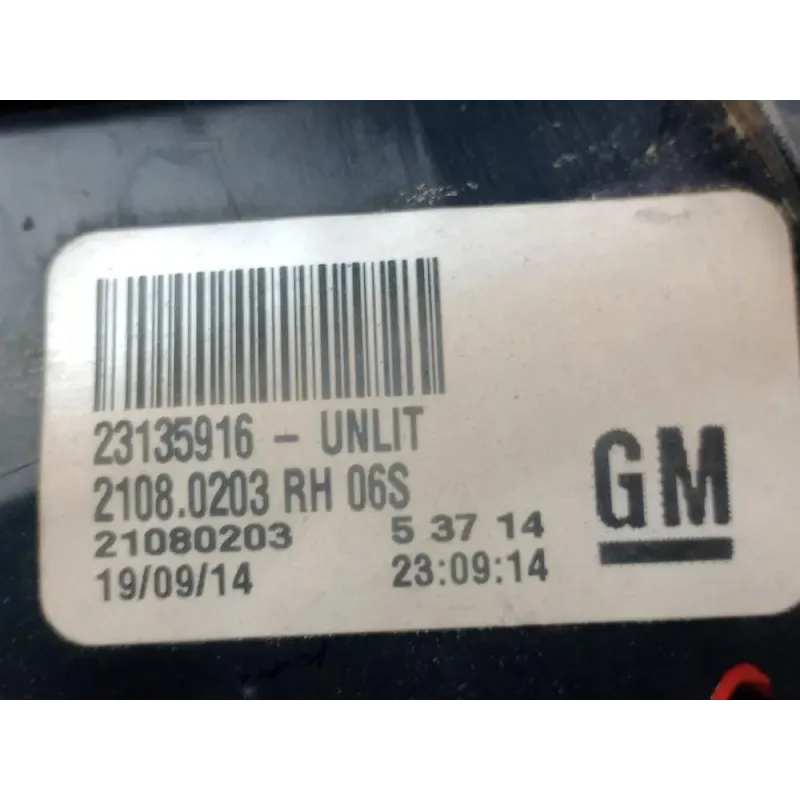 23135916 - UNLIT
2108.0203 RH 06S
21080203 5 37 14
19/09/14 23:09:14
GM